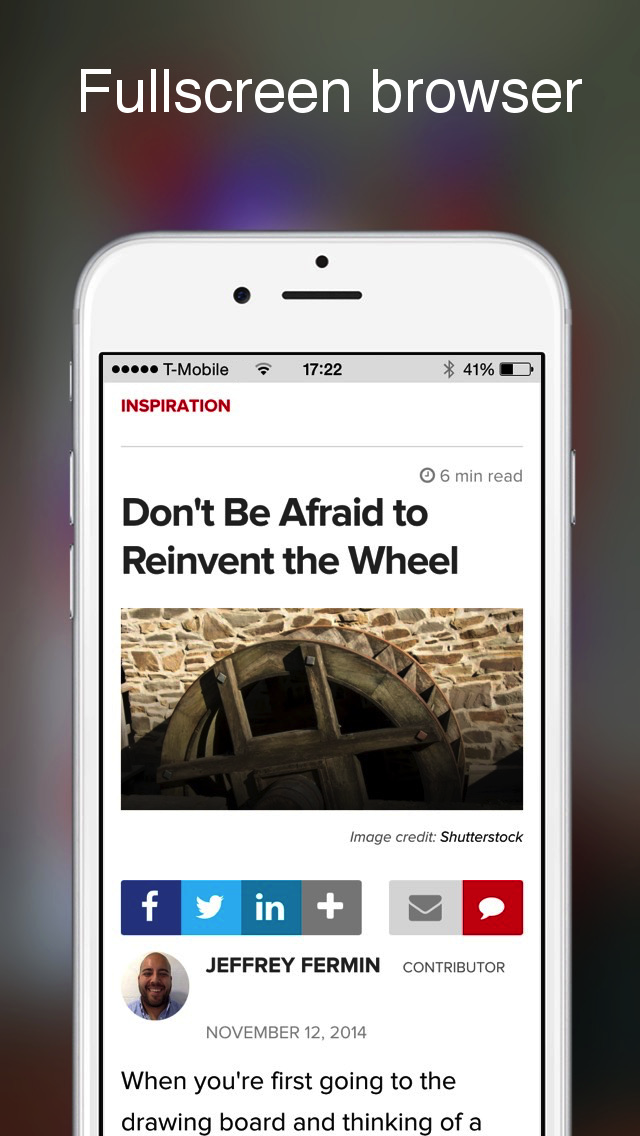 Fullscreen browser
T-Mobile 17:22 41%
INSPIRATION
6 min read
Don't Be Afraid to
Reinvent the Wheel
Image credit: Shutterstock
f in +
JEFFREY FERMIN CONTRIBUTOR
NOVEMBER 12, 2014
When you're first going to the
drawing board and thinking of a